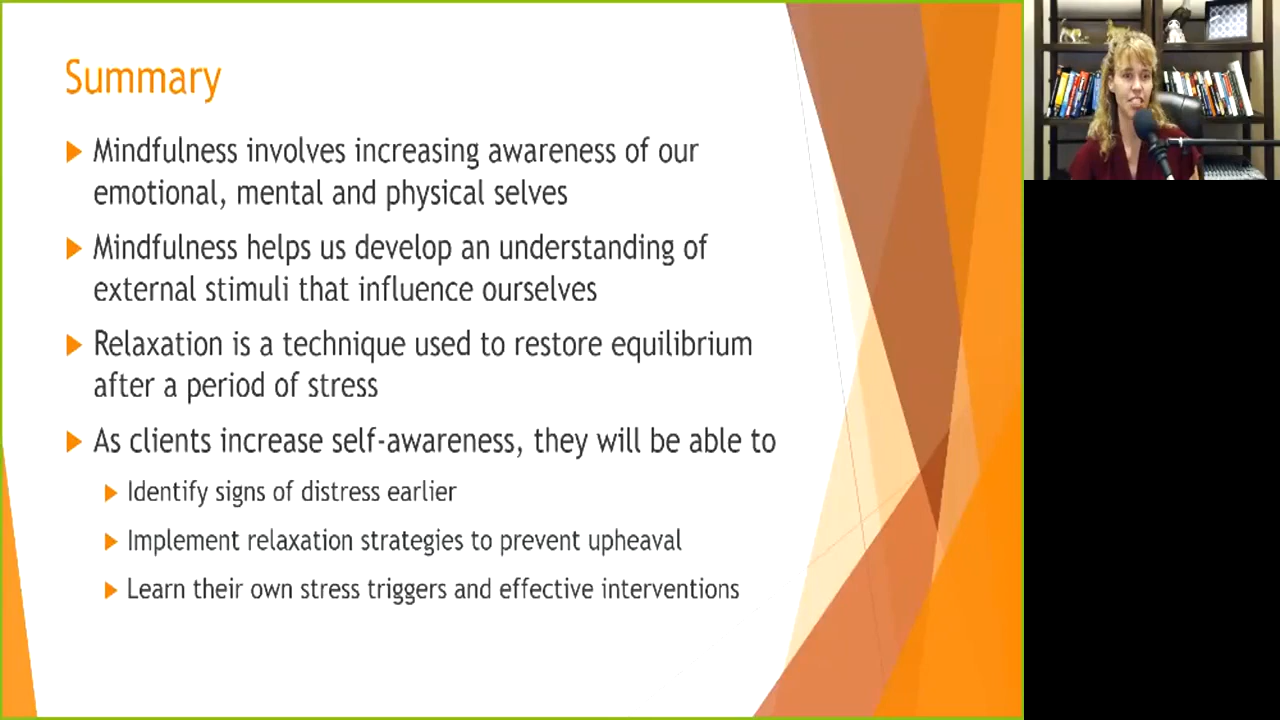 Summary
Mindfulness involves increasing awareness of our
emotional, mental and physical selves
Mindfulness helps us develop an understanding of
external stimuli that influence ourselves
Relaxation is a technique used to restore equilibrium
after a period of stress
As clients increase self-awareness, they will be able to
Identify signs of distress earlier
Implement relaxation strategies to prevent upheaval
Learn their own stress triggers and effective interventions